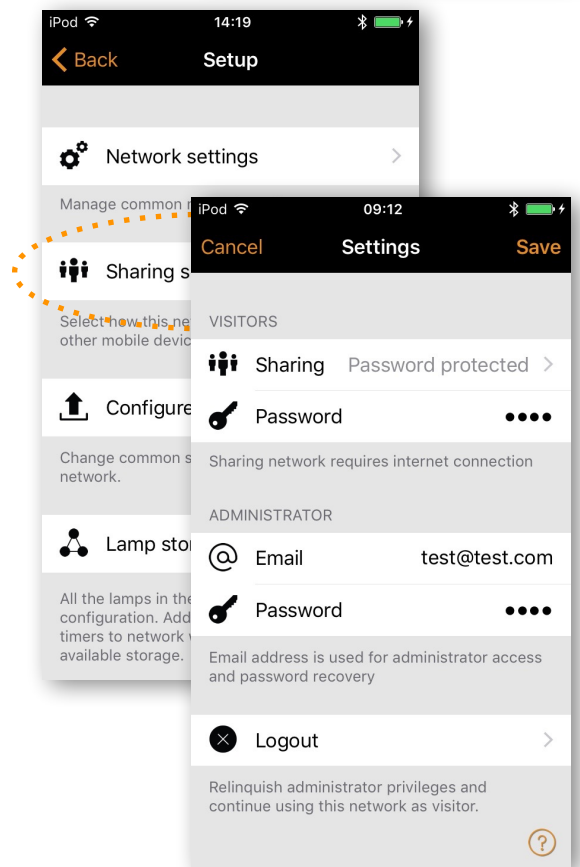 iPod 14:19
Back Setup
Network settings
Manage common
Sharing
Select how this
other mobile
Configure
Change common
network.
Lamp
All the lamps in the
configuration. Add
timers to network
available storage.
iPod 09:12
Cancel Settings Save
VISITORS
Sharing Password protected
Password ••••
Sharing network requires internet connection
ADMINISTRATOR
@ Email test@test.com
Password ••••
Email address is used for administrator access
and password recovery
Logout
Relinquish administrator privileges and
continue using this network as visitor.
?